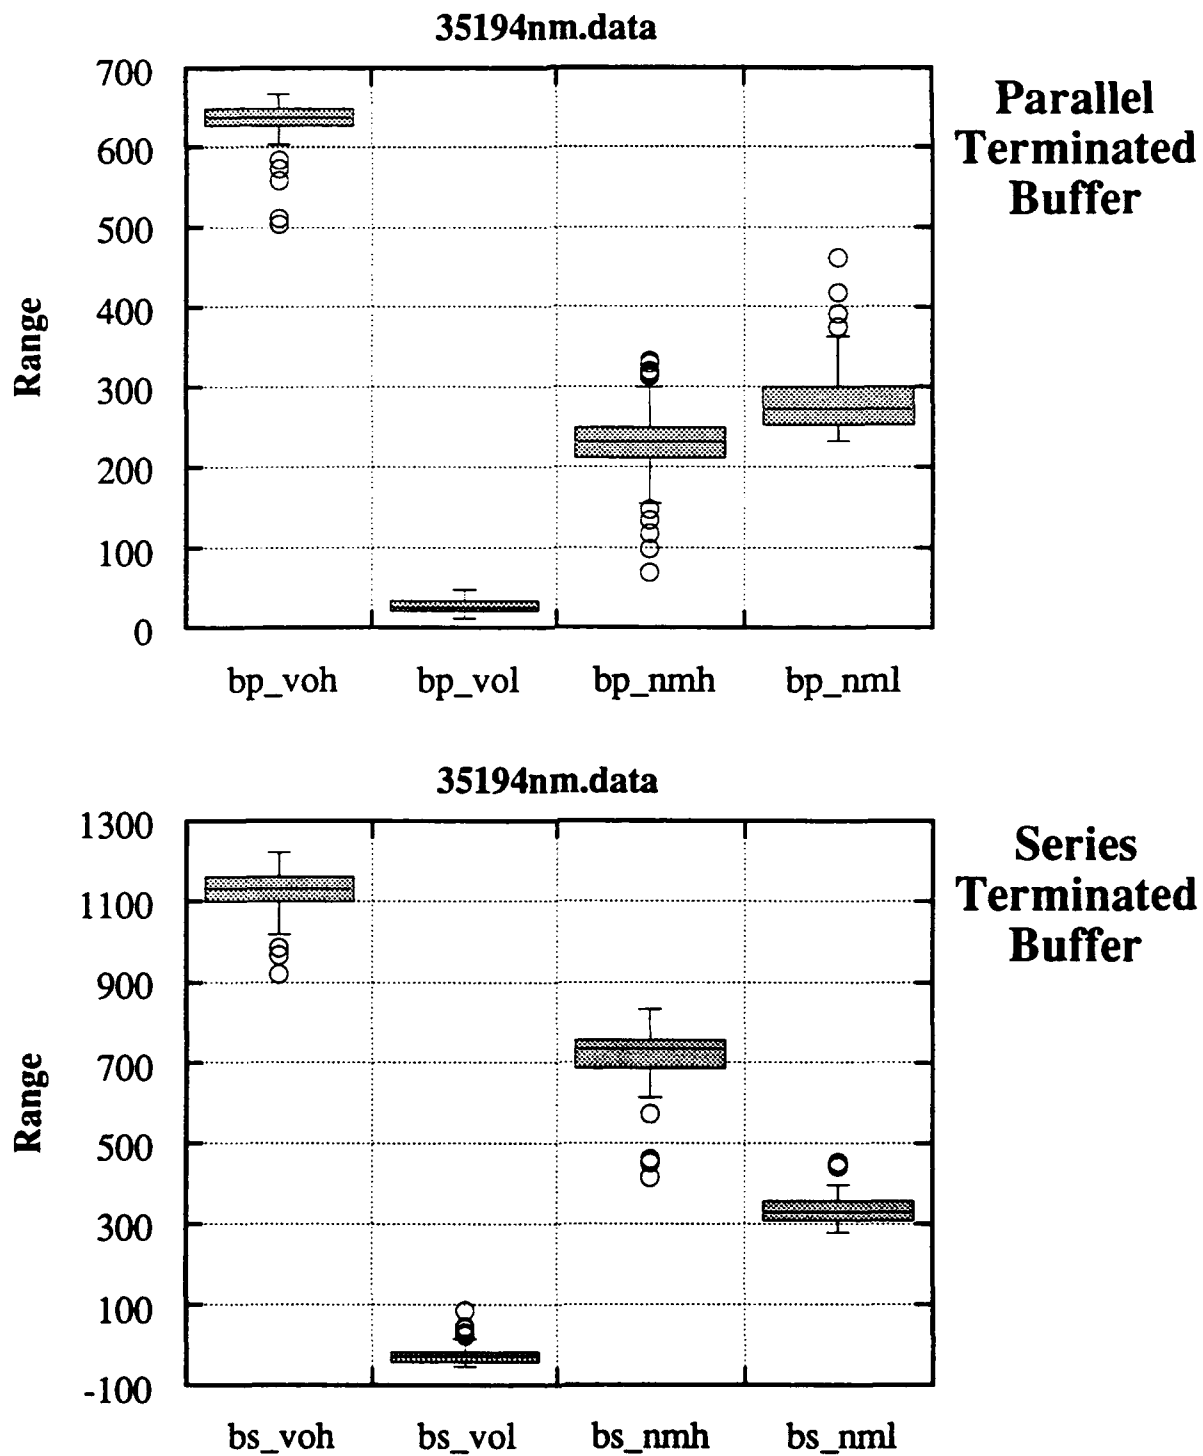 35194nm.data
700
600
500
400
300
200
100
0
Range
bp_voh bp_vol bp_nmh bp_nml
Parallel
Terminated
Buffer
35194nm.data
1300
1100
900
700
500
300
100
-100
Range
bs_voh bs_vol bs_nmh bs_nml
Series
Terminated
Buffer